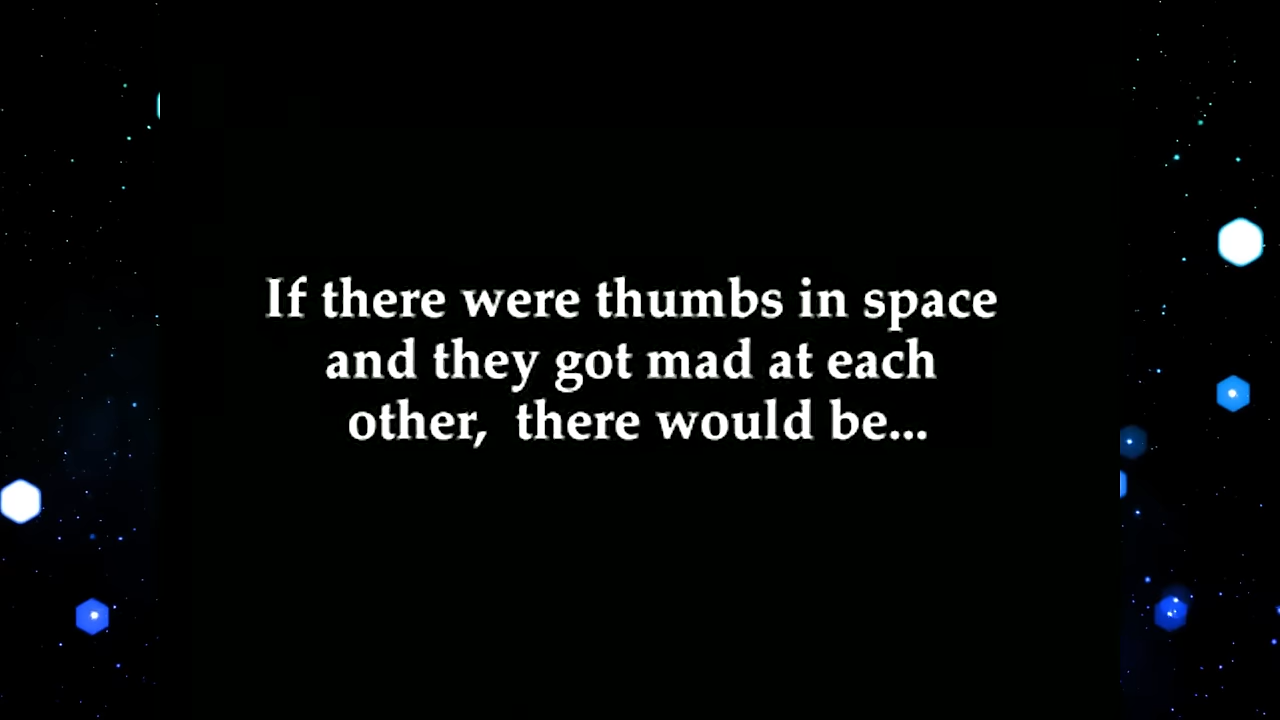 If there were thumbs in space
and they got mad at each
other,  there would be...